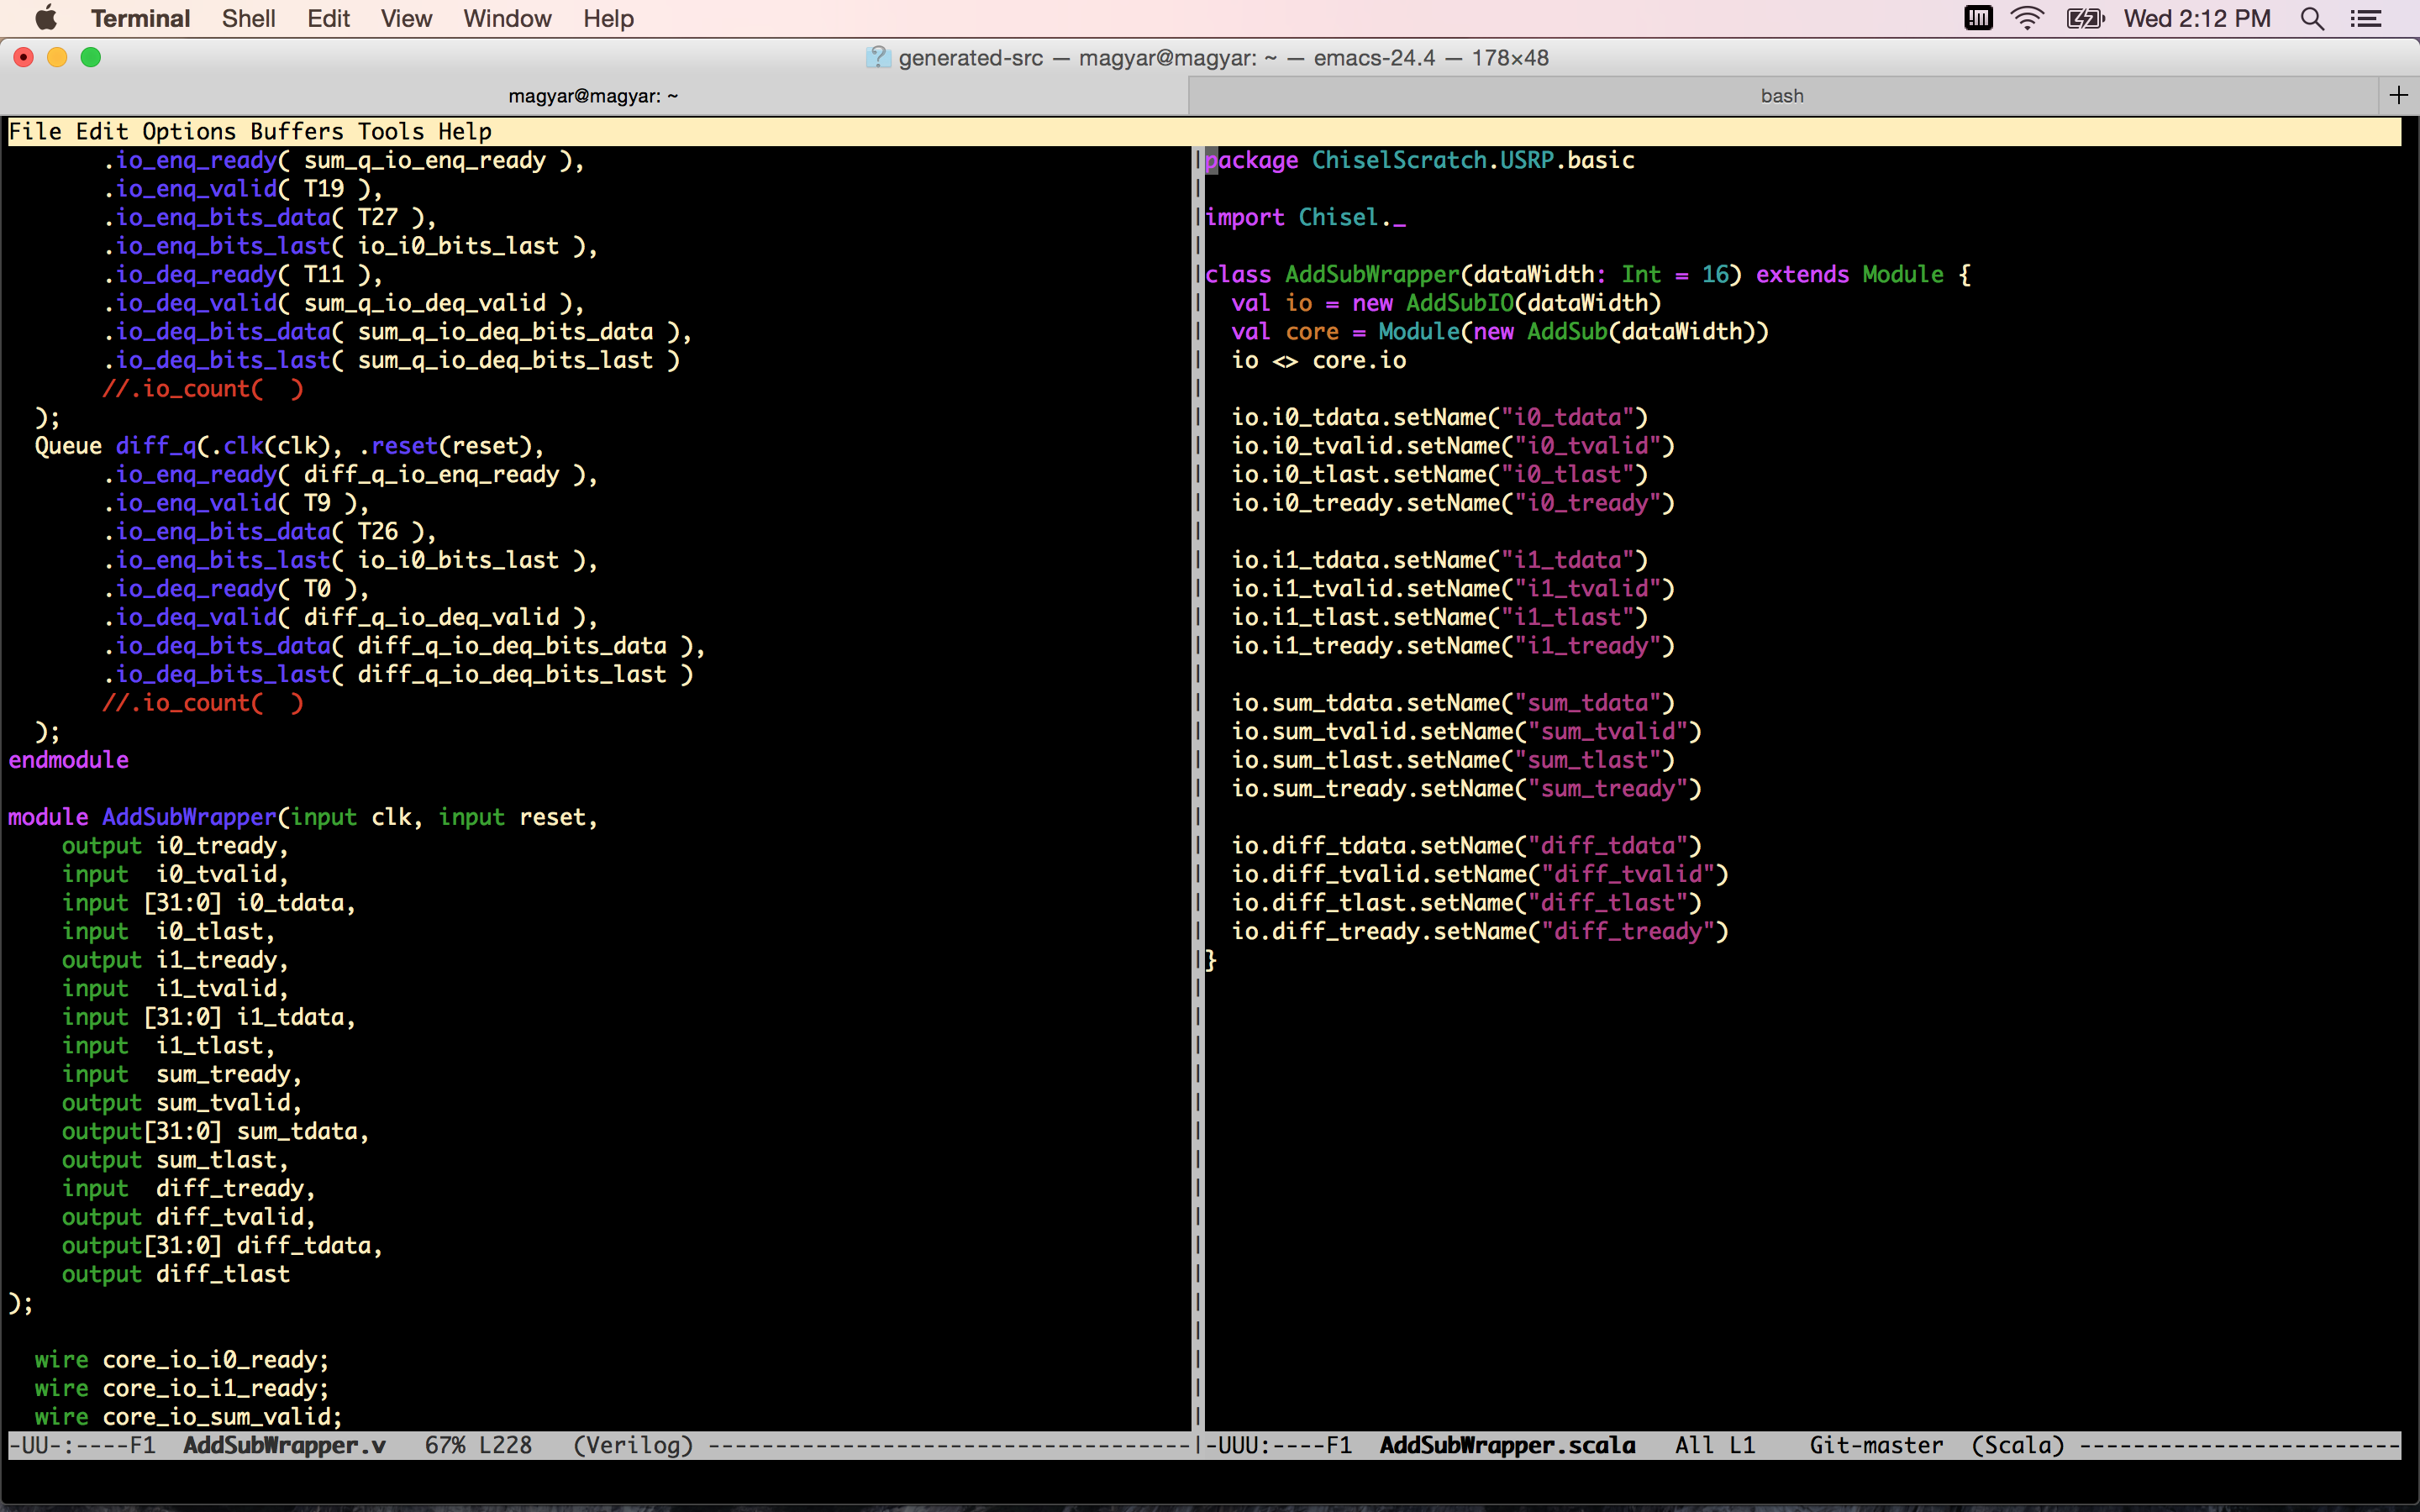 Terminal Shell Edit View Window Help Wed 2:12 PM
generated-src — magyar@magyar: ~ — emacs-24.4 — 178×48
magyar@magyar: ~ bash +
File Edit Options Buffers Tools Help
.io_enq_ready( sum_q_io_enq_ready ),
.io_enq_valid( T19 ),
.io_enq_bits_data( T27 ),
.io_enq_bits_last( io_i0_bits_last ),
.io_deq_ready( T11 ),
.io_deq_valid( sum_q_io_deq_valid ),
.io_deq_bits_data( sum_q_io_deq_bits_data ),
.io_deq_bits_last( sum_q_io_deq_bits_last )
//.io_count(  )
);
Queue diff_q(.clk(clk), .reset(reset),
.io_enq_ready( diff_q_io_enq_ready ),
.io_enq_valid( T9 ),
.io_enq_bits_data( T26 ),
.io_enq_bits_last( io_i0_bits_last ),
.io_deq_ready( T0 ),
.io_deq_valid( diff_q_io_deq_valid ),
.io_deq_bits_data( diff_q_io_deq_bits_data ),
.io_deq_bits_last( diff_q_io_deq_bits_last )
//.io_count(  )
);
endmodule
module AddSubWrapper(input clk, input reset,
output i0_tready,
input  i0_tvalid,
input [31:0] i0_tdata,
input  i0_tlast,
output i1_tready,
input  i1_tvalid,
input [31:0] i1_tdata,
input  i1_tlast,
input  sum_tready,
output sum_tvalid,
output[31:0] sum_tdata,
output sum_tlast,
input  diff_tready,
output diff_tvalid,
output[31:0] diff_tdata,
output diff_tlast
);
wire core_io_i0_ready;
wire core_io_i1_ready;
wire core_io_sum_valid;
-UU-:----F1  AddSubWrapper.v   67% L228   (Verilog) ------------------------------------
package ChiselScratch.USRP.basic
import Chisel._
class AddSubWrapper(dataWidth: Int = 16) extends Module {
val io = new AddSubIO(dataWidth)
val core = Module(new AddSub(dataWidth))
io <> core.io
io.i0_tdata.setName("i0_tdata")
io.i0_tvalid.setName("i0_tvalid")
io.i0_tlast.setName("i0_tlast")
io.i0_tready.setName("i0_tready")
io.i1_tdata.setName("i1_tdata")
io.i1_tvalid.setName("i1_tvalid")
io.i1_tlast.setName("i1_tlast")
io.i1_tready.setName("i1_tready")
io.sum_tdata.setName("sum_tdata")
io.sum_tvalid.setName("sum_tvalid")
io.sum_tlast.setName("sum_tlast")
io.sum_tready.setName("sum_tready")
io.diff_tdata.setName("diff_tdata")
io.diff_tvalid.setName("diff_tvalid")
io.diff_tlast.setName("diff_tlast")
io.diff_tready.setName("diff_tready")
}
-UUU:----F1  AddSubWrapper.scala   All L1    Git-master  (Scala) ------------------------